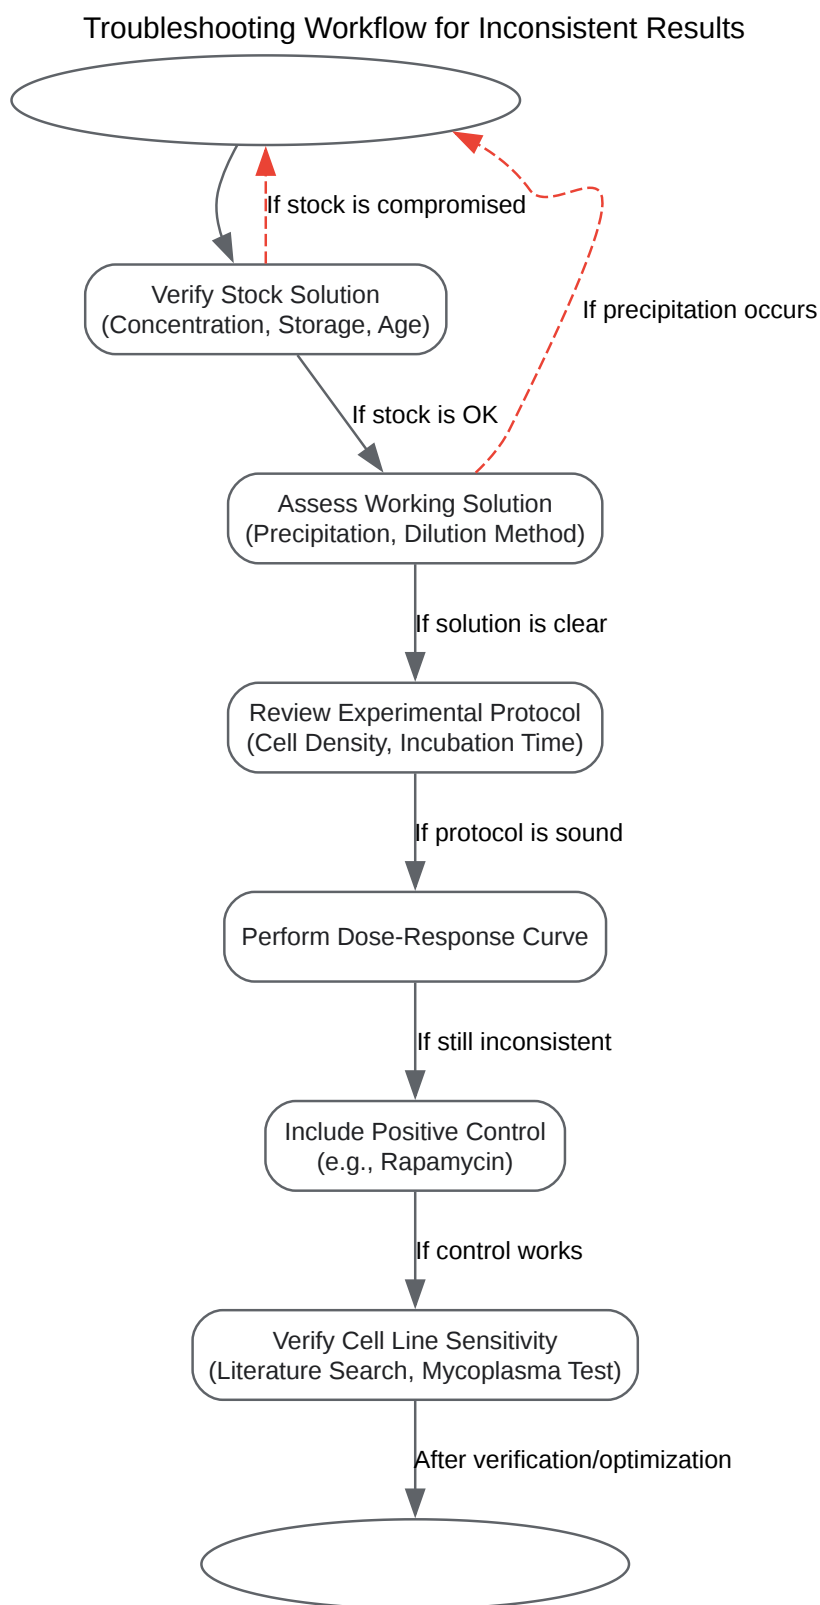 Troubleshooting Workflow for Inconsistent Results
If stock is compromised
Verify Stock Solution
(Concentration, Storage, Age)
If precipitation occurs
If stock is OK
Assess Working Solution
(Precipitation, Dilution Method)
If solution is clear
Review Experimental Protocol
(Cell Density, Incubation Time)
If protocol is sound
Perform Dose-Response Curve
If still inconsistent
Include Positive Control
(e.g., Rapamycin)
If control works
Verify Cell Line Sensitivity
(Literature Search, Mycoplasma Test)
After verification/optimization